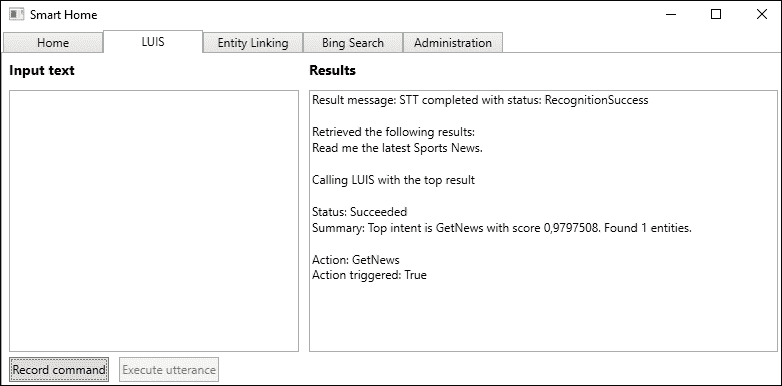 Smart Home
Home LUIS Entity Linking Bing Search Administration
Input text
Results
Result message: STT completed with status: RecognitionSuccess
Retrieved the following results:
Read me the latest Sports News.
Calling LUIS with the top result
Status: Succeeded
Summary: Top intent is GetNews with score 0,9797508. Found 1 entities.
Action: GetNews
Action triggered: True
Record command Execute utterance